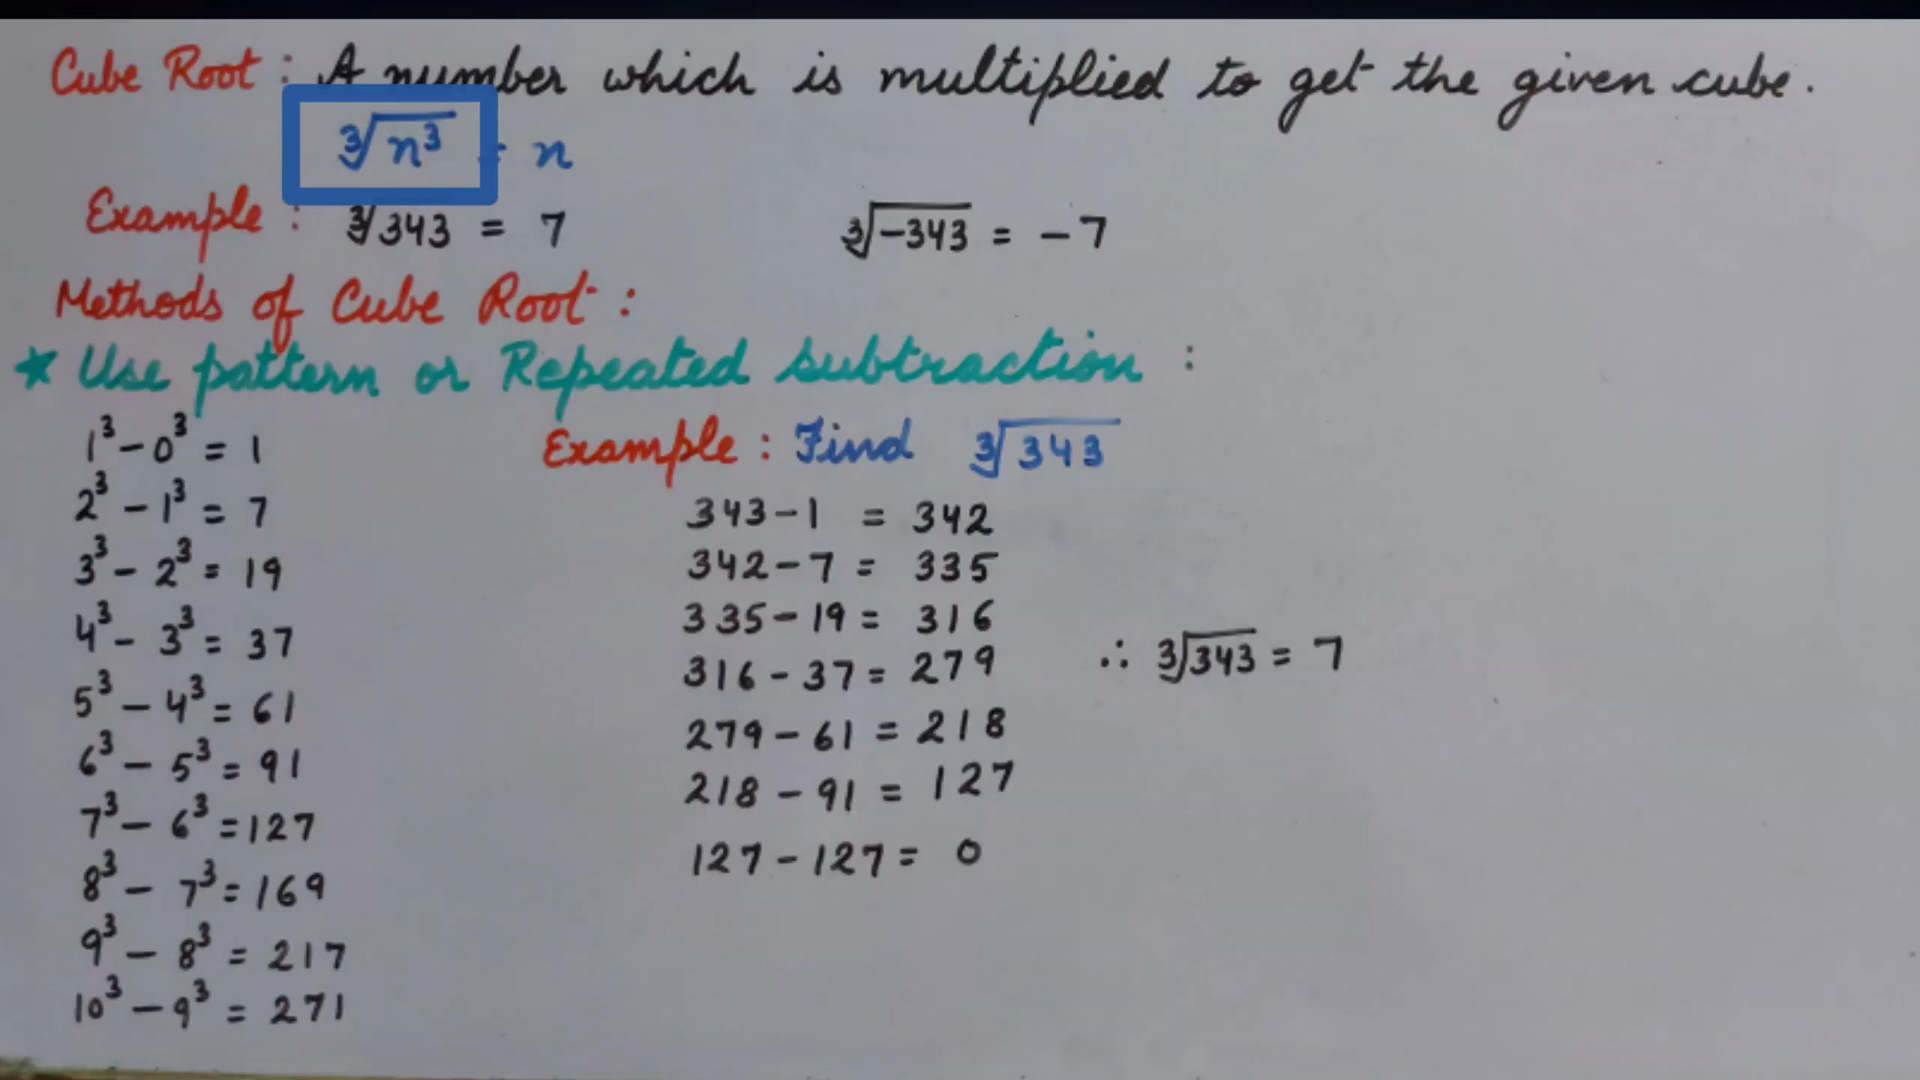 Cube Root : A number which is multiplied to get the given cube.
∛n³ = n
Example : ∛343 = 7 ∛-343 = -7
Methods of Cube Root :
* Use pattern or Repeated subtraction :
1³ - 0³ = 1
2³ - 1³ = 7
3³ - 2³ = 19
4³ - 3³ = 37
5³ - 4³ = 61
6³ - 5³ = 91
7³ - 6³ = 127
8³ - 7³ = 169
9³ - 8³ = 217
10³ - 9³ = 271
Example : Find ∛343
343 - 1 = 342
342 - 7 = 335
335 - 19 = 316
316 - 37 = 279
279 - 61 = 218
218 - 91 = 127
127 - 127 = 0
∴ ∛343 = 7